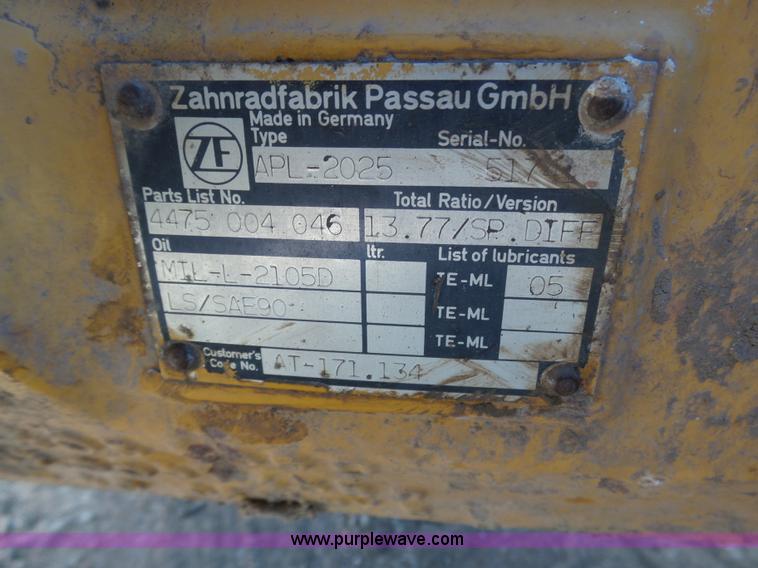 Zahnradfabrik Passau GmbH
ZF
Made in Germany
Type Serial-No.
APL-2025 517
Parts List No. Total Ratio/Version
4475 004 046 13.77/SP.DIFF
Oil ltr. List of lubricants
MIL-L-2105D TE-ML 05
LS/SAE90 TE-ML
TE-ML
Customer's
Code No. AT-171.134
www.purplewave.com